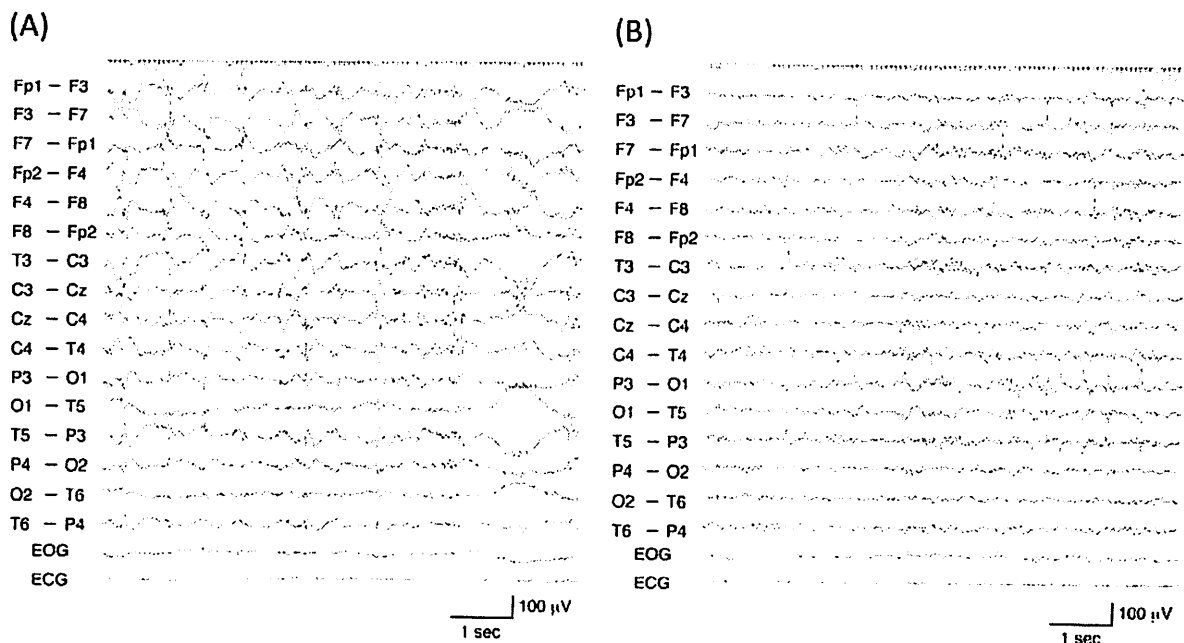 (A)
Fp1 – F3
F3 – F7
F7 – Fp1
Fp2 – F4
F4 – F8
F8 – Fp2
T3 – C3
C3 – Cz
Cz – C4
C4 – T4
P3 – O1
O1 – T5
T5 – P3
P4 – O2
O2 – T6
T6 – P4
EOG
ECG
100 µV
1 sec
(B)
Fp1 – F3
F3 – F7
F7 – Fp1
Fp2 – F4
F4 – F8
F8 – Fp2
T3 – C3
C3 – Cz
Cz – C4
C4 – T4
P3 – O1
O1 – T5
T5 – P3
P4 – O2
O2 – T6
T6 – P4
EOG
ECG
100 µV
1 sec